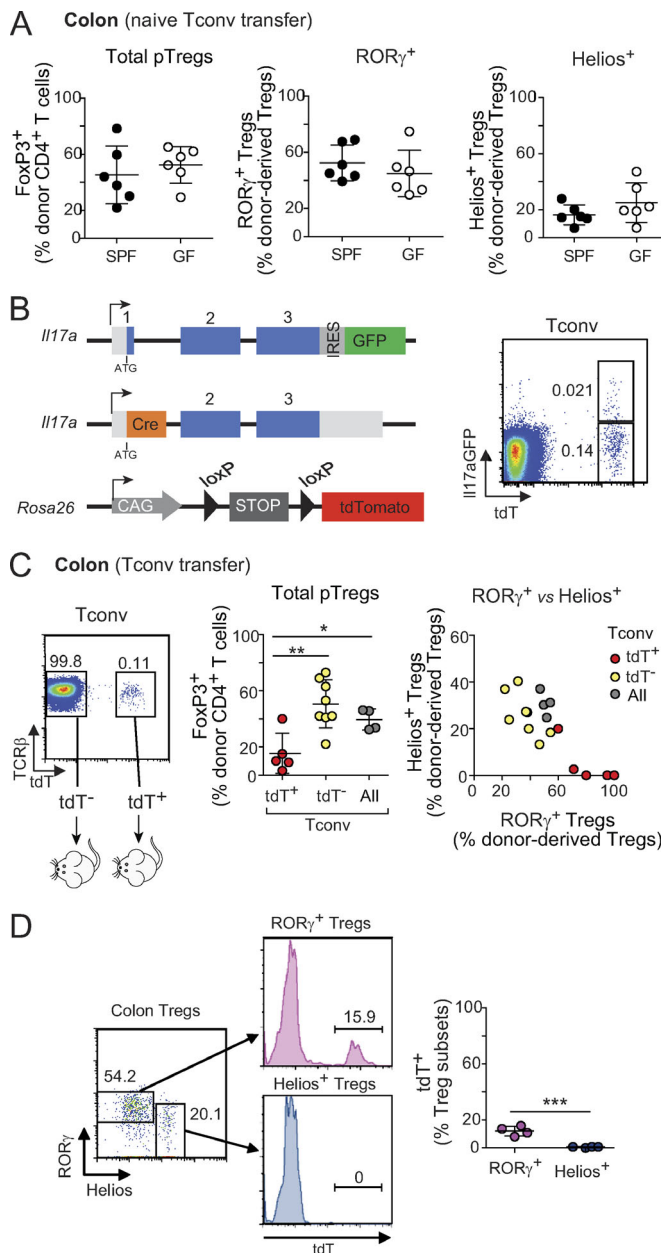 A Colon (naive Tconv transfer)
Total pTregs
FoxP3+
(% donor CD4+ T cells)
100
60
20
SPF GF
RORγ+
RORγ+ Tregs
(% donor-derived Tregs)
100
60
20
SPF GF
Helios+
Helios+ Tregs
(% donor-derived Tregs)
100
60
20
SPF GF
B
Il17a 1 2 3 IRES GFP
ATG
Il17a Cre 2 3
ATG
Rosa26 CAG loxP STOP loxP tdTomato
Tconv
0.021
0.14
Il17aGFP
tdT
C Colon (Tconv transfer)
Tconv
99.8 0.11
TCRβ
tdT
tdT- tdT+
Total pTregs
FoxP3+
(% donor CD4+ T cells)
100
60
20
0
*
**
tdT+ tdT- All
Tconv
RORγ+ vs Helios+
Helios+ Tregs
(% donor-derived Tregs)
60
40
20
0
0 20 60 100
RORγ+ Tregs
(% donor-derived Tregs)
Tconv
tdT+
tdT-
All
D
Colon Tregs
54.2
20.1
RORγ
Helios
RORγ+ Tregs
15.9
Helios+ Tregs
0
tdT
tdT+
(% Treg subsets)
100
60
20
0
***
RORγ+ Helios+